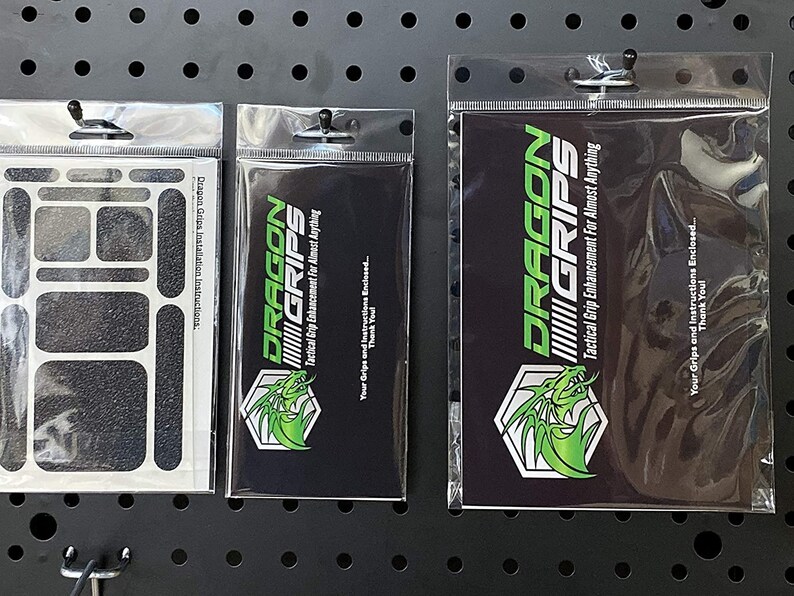 Dragon Grips Installation Instructions:
DRAGON
GRIPS
Tactical Grip Enhancement For Almost Anything
Your Grips and Instructions Enclosed...
Thank You!
DRAGON
GRIPS
Tactical Grip Enhancement For Almost Anything
Your Grips and Instructions Enclosed...
Thank You!